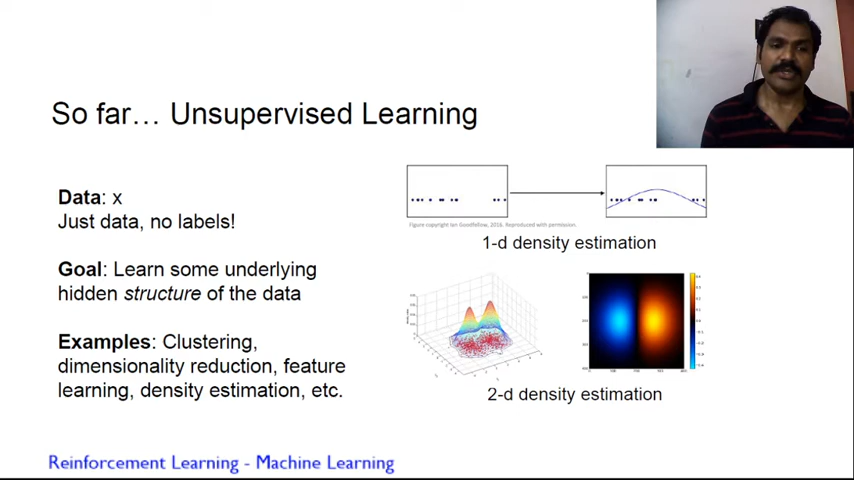 So far... Unsupervised Learning
Data: x
Just data, no labels!
Goal: Learn some underlying
hidden structure of the data
Examples: Clustering,
dimensionality reduction, feature
learning, density estimation, etc.
Figure copyright Ian Goodfellow, 2016. Reproduced with permission.
1-d density estimation
2-d density estimation
Reinforcement Learning - Machine Learning